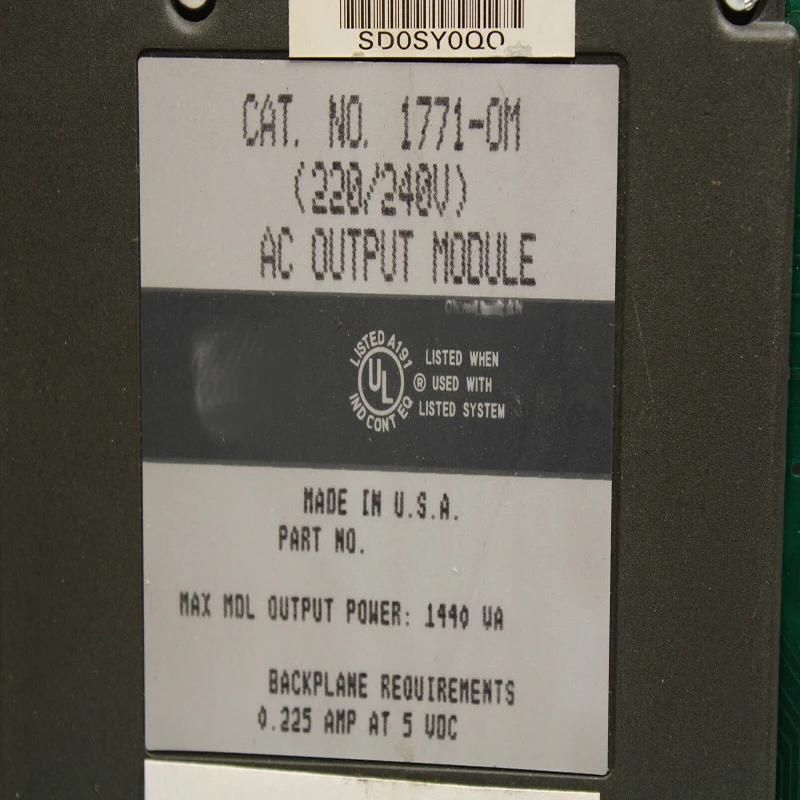 SD0SY0QO
CAT. NO. 1771-OM
(220/240V)
AC OUTPUT MODULE
LISTED A191
UL
IND CONT EQ
®
LISTED WHEN
USED WITH
LISTED SYSTEM
MADE IN U.S.A.
PART NO.
MAX MDL OUTPUT POWER: 1440 VA
BACKPLANE REQUIREMENTS
0.225 AMP AT 5 VDC